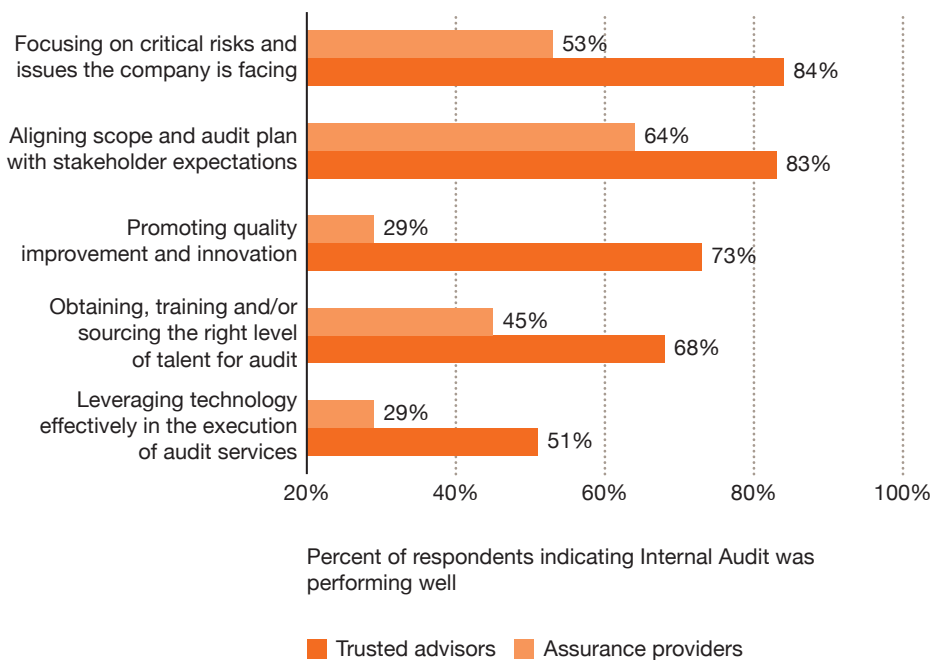 Focusing on critical risks and
issues the company is facing
53%
84%
Aligning scope and audit plan
with stakeholder expectations
64%
83%
Promoting quality
improvement and innovation
29%
73%
Obtaining, training and/or
sourcing the right level
of talent for audit
45%
68%
Leveraging technology
effectively in the execution
of audit services
29%
51%
20% 40% 60% 80% 100%
Percent of respondents indicating Internal Audit was
performing well
Trusted advisors Assurance providers